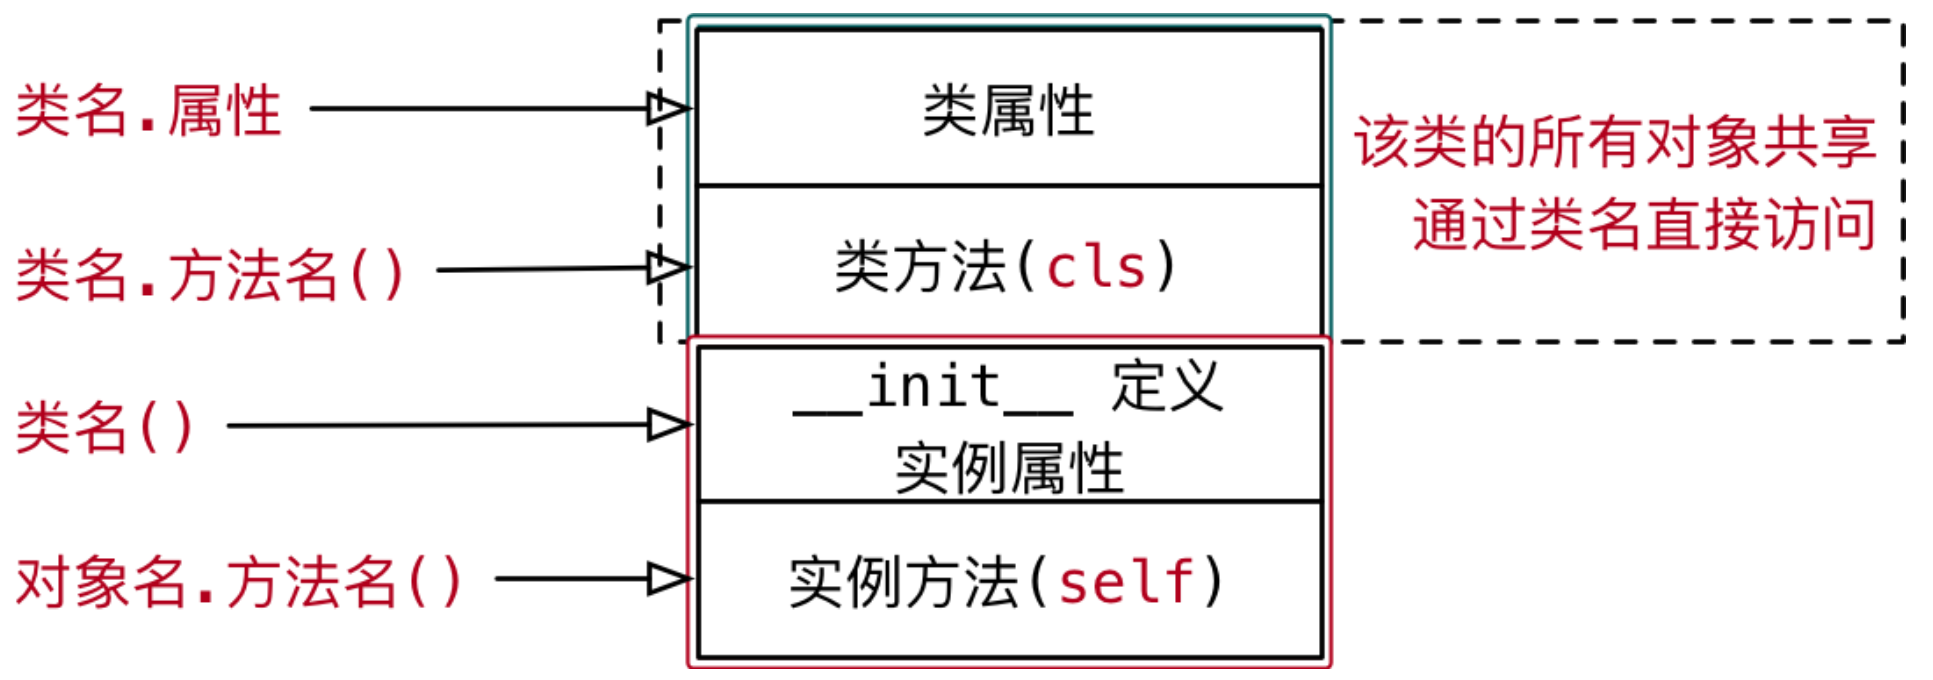 类名.属性
类属性
该类的所有对象共享
通过类名直接访问
类名.方法名()
类方法(cls)
类名()
__init__ 定义
实例属性
对象名.方法名()
实例方法(self)